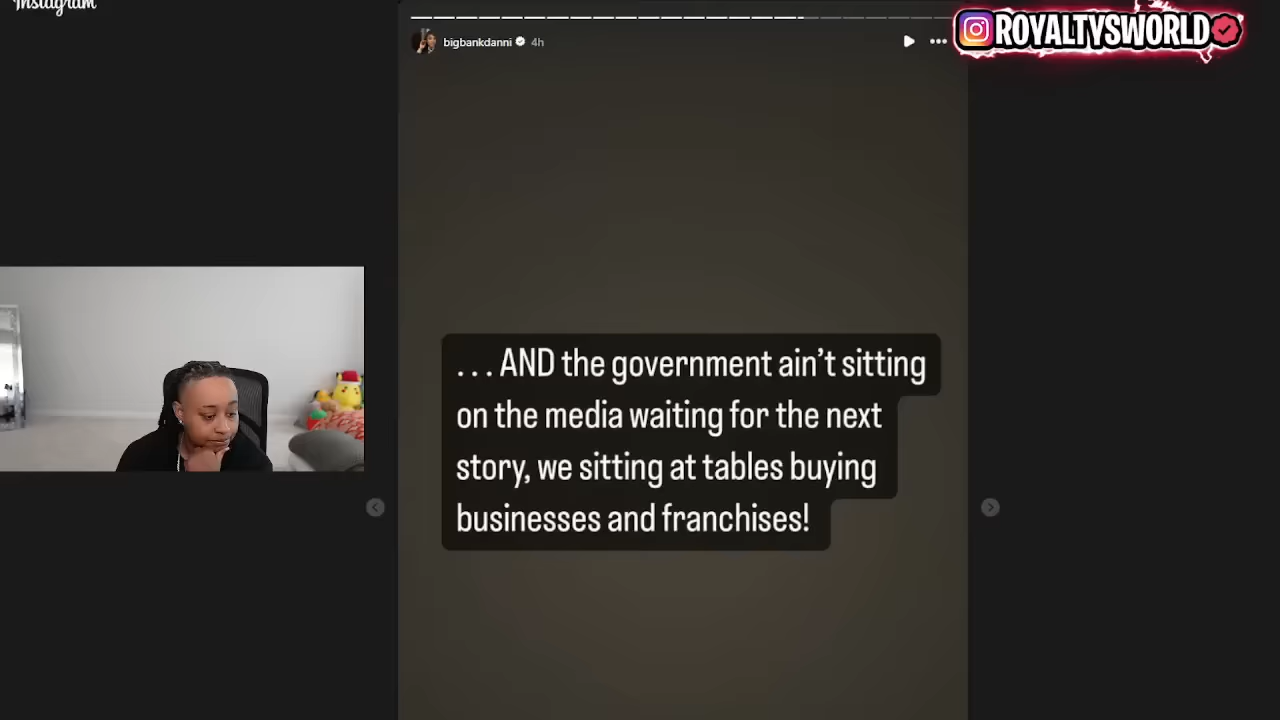 Instagram
ROYALTYSWORLD
bigbankdanni 4h
. . . AND the government ain’t sitting
on the media waiting for the next
story, we sitting at tables buying
businesses and franchises!